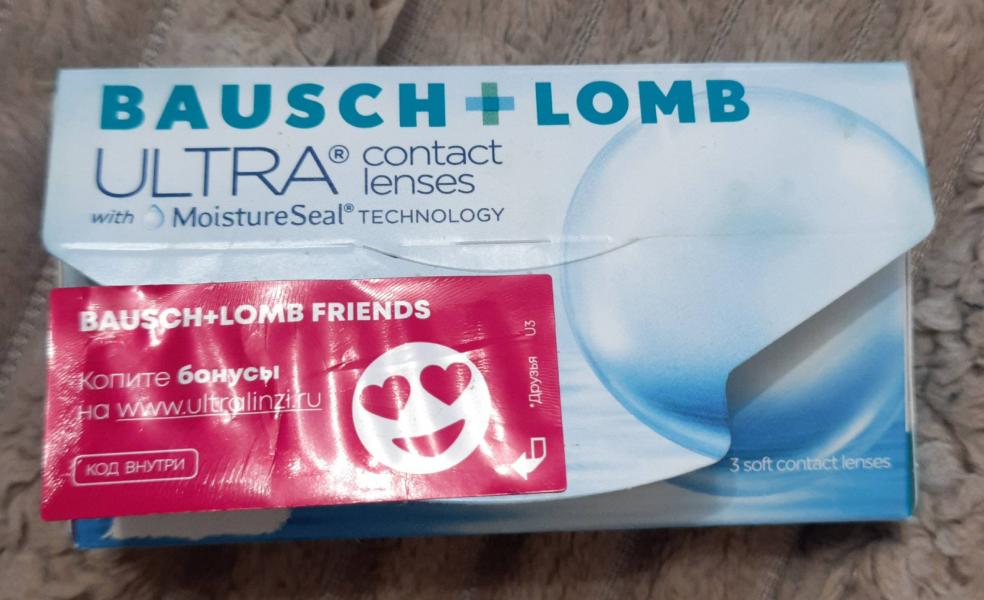 BAUSCH + LOMB
ULTRA® contact lenses
with MoistureSeal® TECHNOLOGY
BAUSCH+LOMB FRIENDS
Копите бонусы
на www.ultralinzi.ru
КОД ВНУТРИ
*Друзья U3
3 soft contact lenses